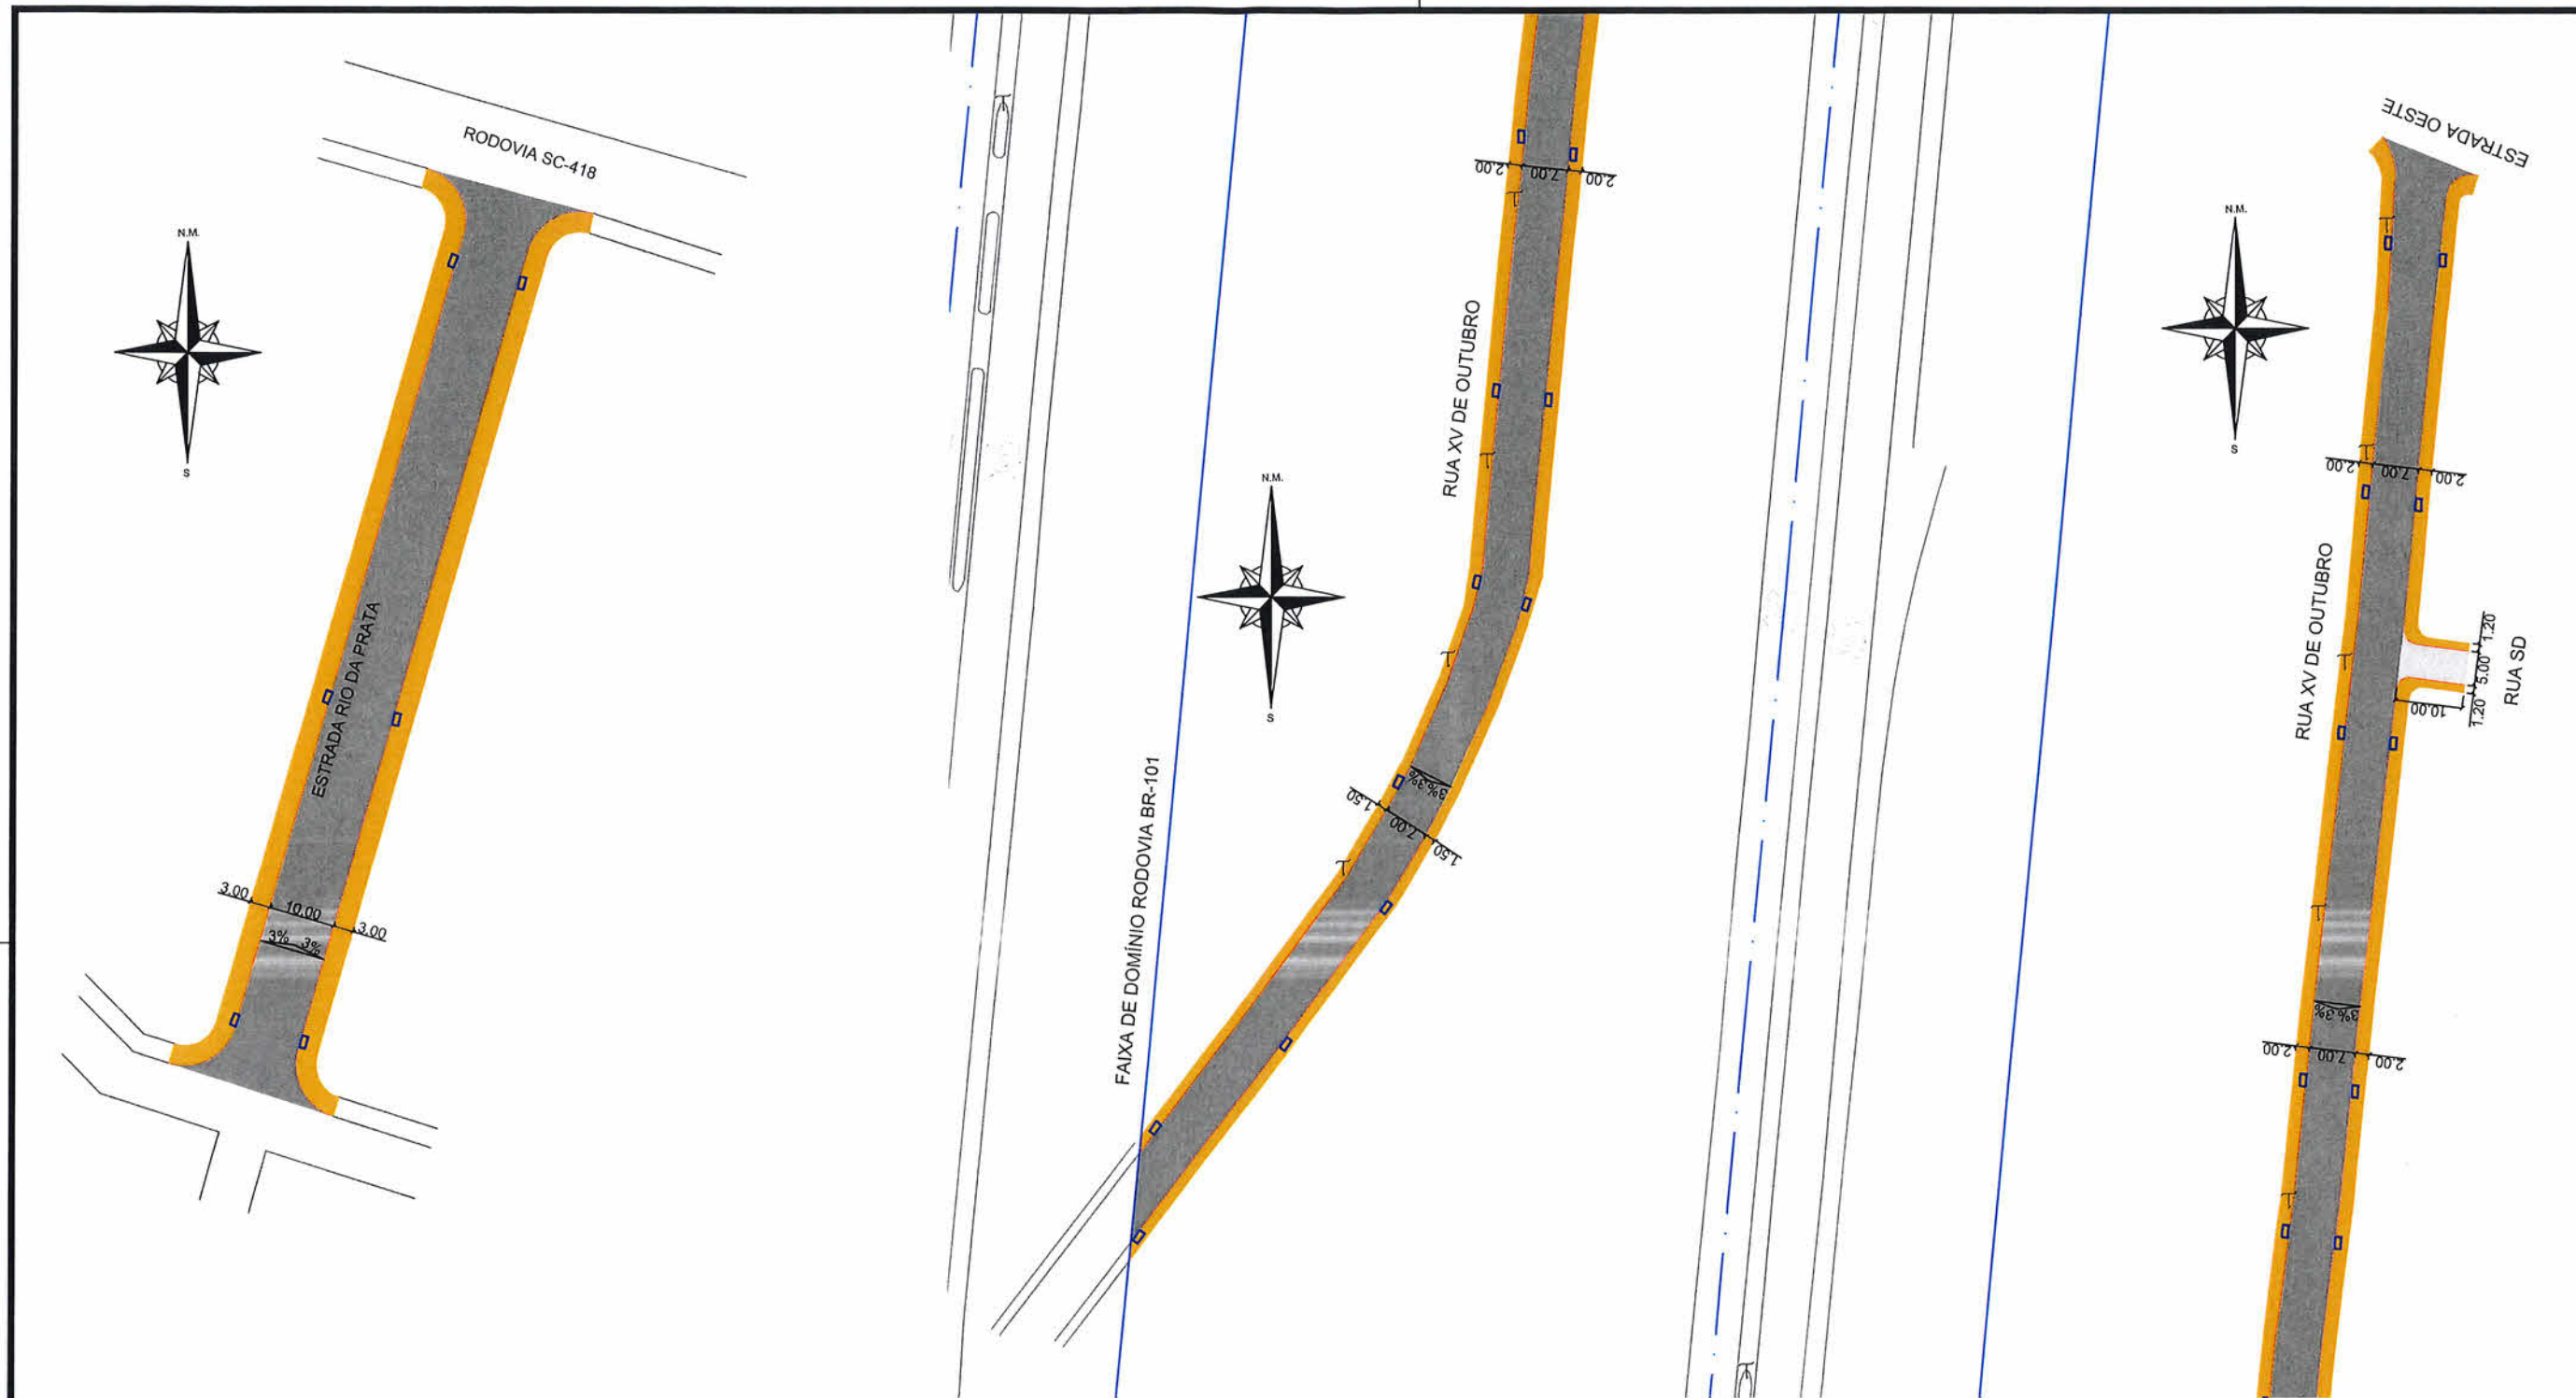 RODOVIA SC-418
N.M.
S
ESTRADA RIO DA PRATA
3.00
10.00
3.00
3%
3%
2.00
7.00
2.00
RUA XV DE OUTUBRO
N.M.
S
3%
3%
1.50
7.00
1.50
FAIXA DE DOMÍNIO RODOVIA BR-101
ESTRADA OESTE
N.M.
S
2.00
7.00
2.00
RUA XV DE OUTUBRO
1.20
5.00
1.20
10.00
RUA SD
3%
3%
2.00
7.00
2.00